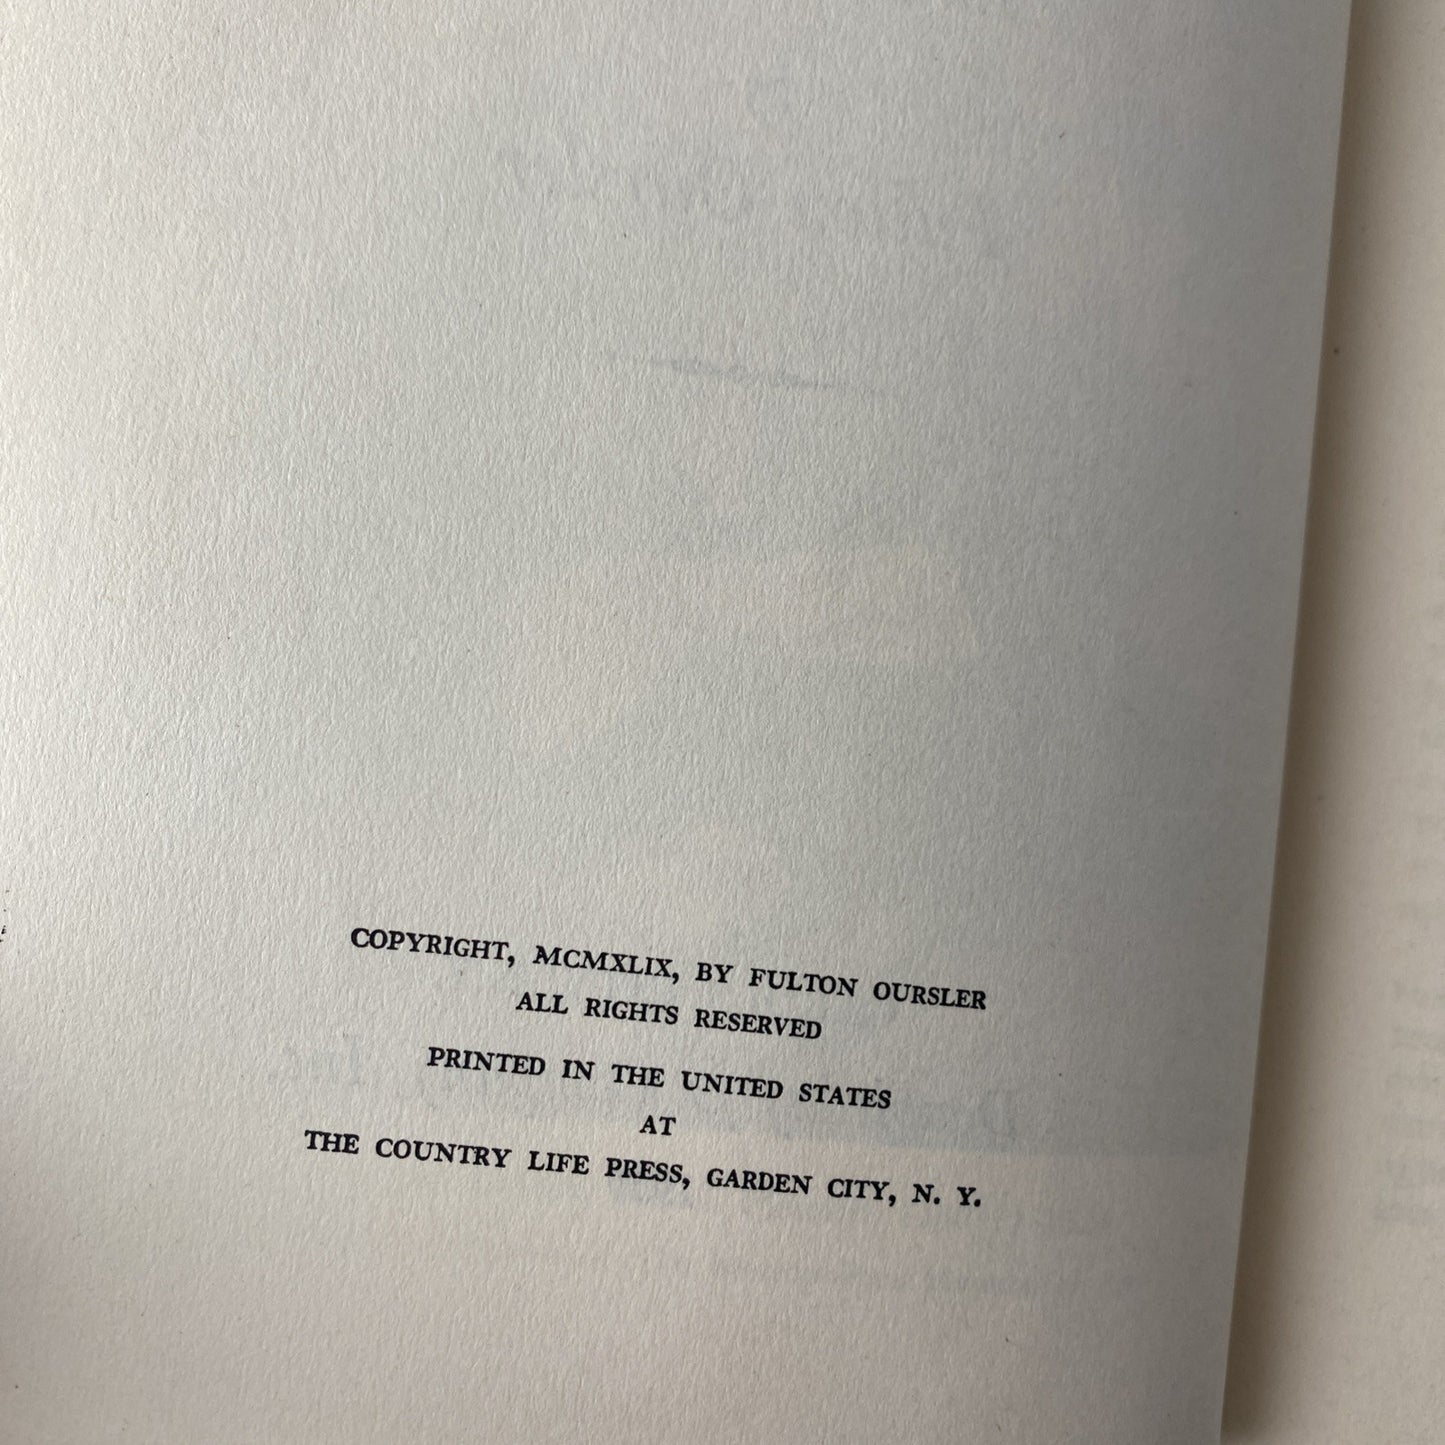 COPYRIGHT, MCMXLIX, BY FULTON OURSLER
ALL RIGHTS RESERVED
PRINTED IN THE UNITED STATES
AT
THE COUNTRY LIFE PRESS, GARDEN CITY, N. Y.